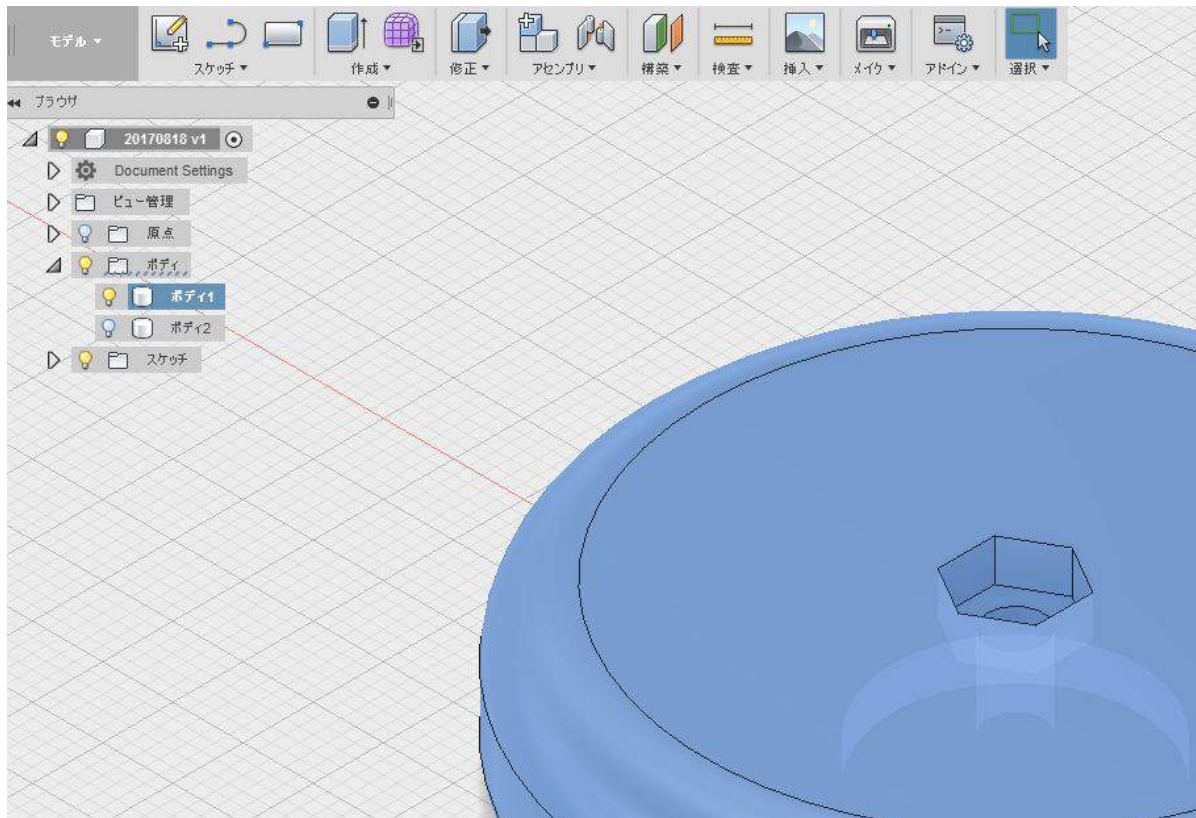 モデル
スケッチ 作成 修正 アセンブリ 構築 検査 挿入 メイク アドイン 選択
ブラウザ
20170818 v1
Document Settings
ビュー管理
原点
ボディ
ボディ1
ボディ2
スケッチ